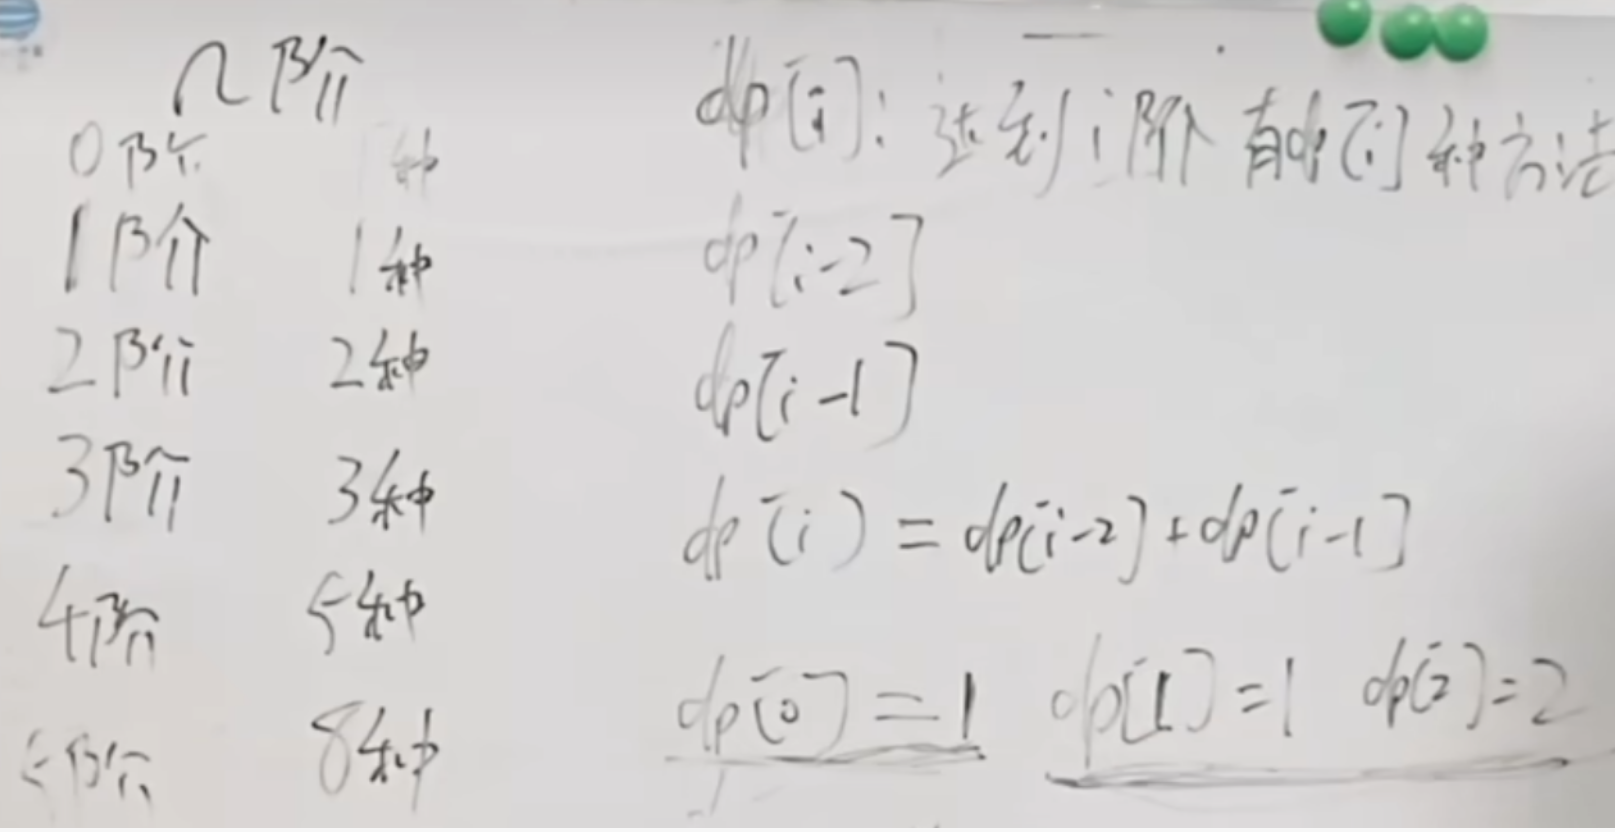 n阶
0阶 种
1阶 1种
2阶 2种
3阶 3种
4阶 5种
5阶 8种
dp[i]: 达到i阶 有dp[i]种方法
dp[i-2]
dp[i-1]
dp[i] = dp[i-2]+dp[i-1]
dp[0]=1 dp[1]=1 dp[2]=2